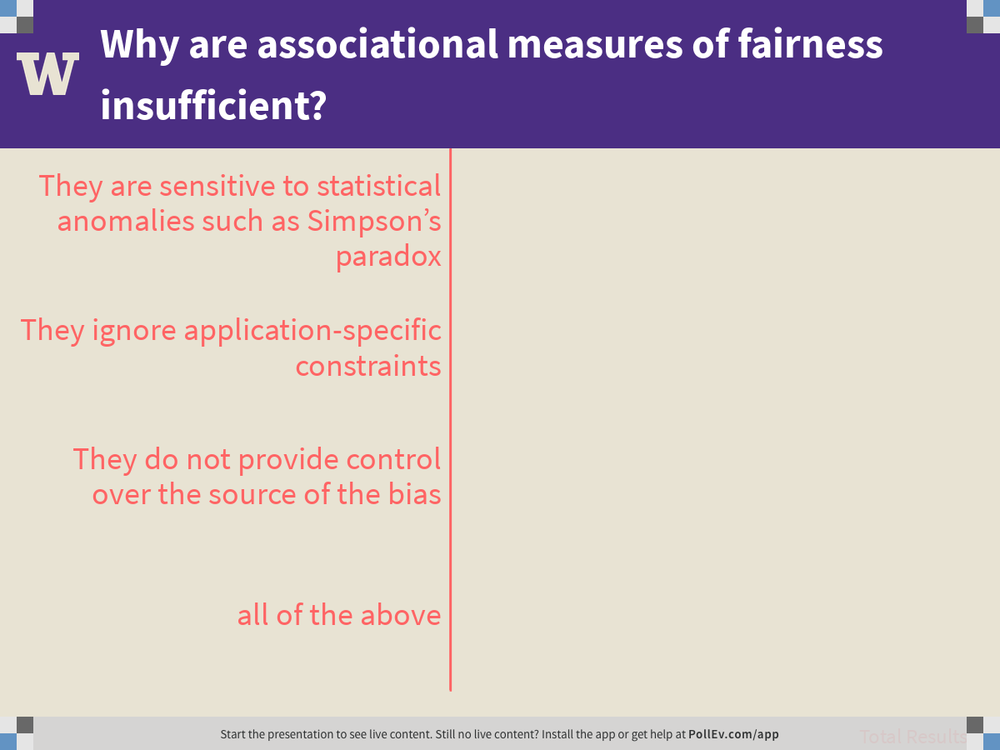 W
Why are associational measures of fairness
insufficient?
They are sensitive to statistical
anomalies such as Simpson’s
paradox
They ignore application-specific
constraints
They do not provide control
over the source of the bias
all of the above
Start the presentation to see live content. Still no live content? Install the app or get help at PollEv.com/app
Total Results